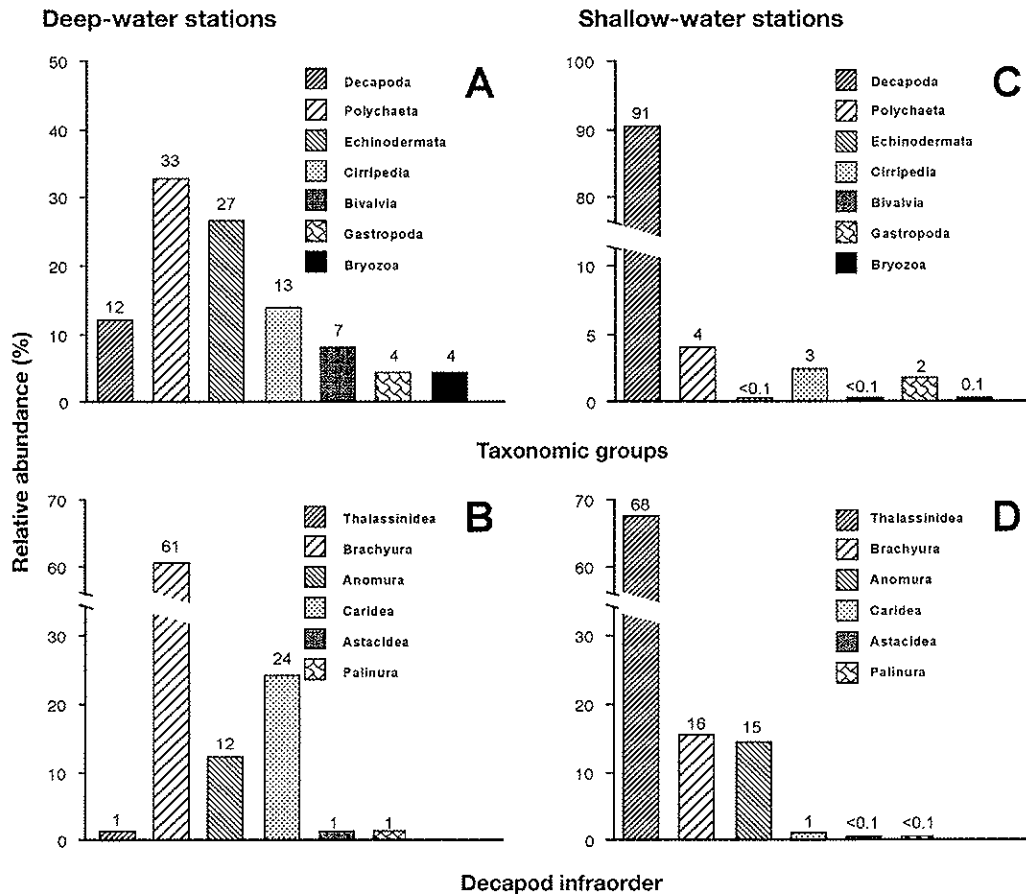 Deep-water stations
Shallow-water stations
Relative abundance (%)
A
50
40
30
20
10
0
12
33
27
13
7
4
4
Decapoda
Polychaeta
Echinodermata
Cirripedia
Bivalvia
Gastropoda
Bryozoa
C
100
90
80
10
5
0
91
4
<0.1
3
<0.1
2
0.1
Decapoda
Polychaeta
Echinodermata
Cirripedia
Bivalvia
Gastropoda
Bryozoa
Taxonomic groups
B
70
60
30
20
10
0
1
61
12
24
1
1
Thalassinidea
Brachyura
Anomura
Caridea
Astacidea
Palinura
D
70
60
30
20
10
0
68
16
15
1
<0.1
<0.1
Thalassinidea
Brachyura
Anomura
Caridea
Astacidea
Palinura
Decapod infraorder